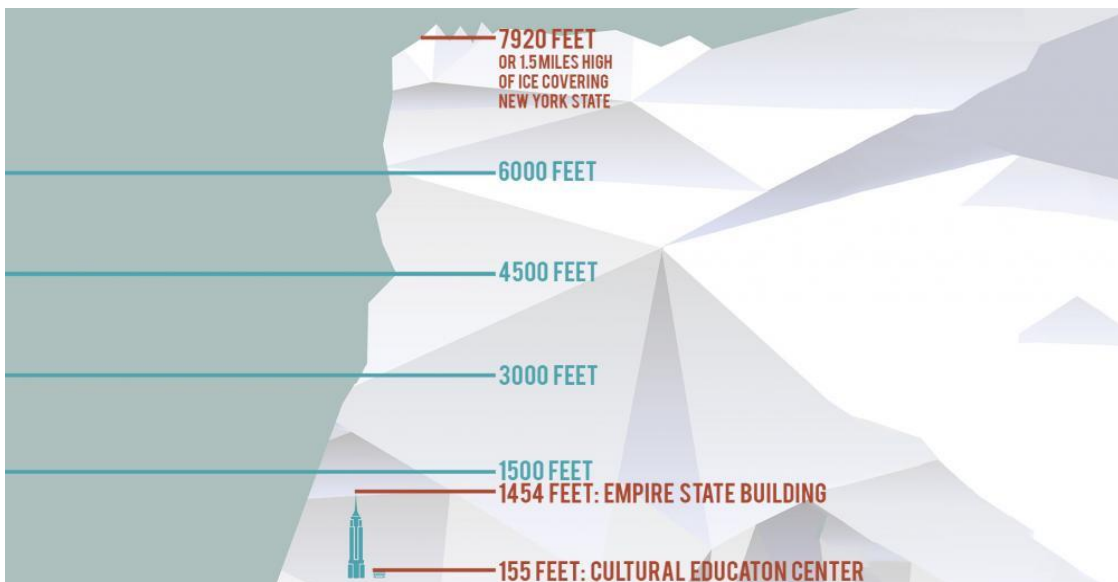 7920 FEET
OR 1.5 MILES HIGH
OF ICE COVERING
NEW YORK STATE
6000 FEET
4500 FEET
3000 FEET
1500 FEET
1454 FEET: EMPIRE STATE BUILDING
155 FEET: CULTURAL EDUCATON CENTER